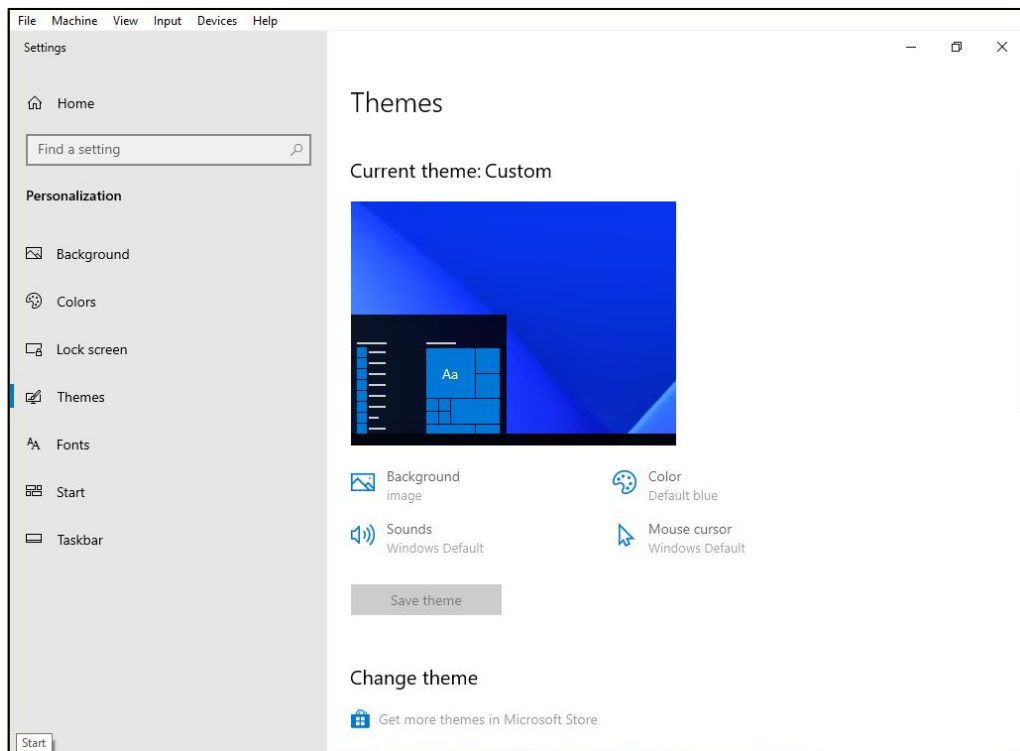 File Machine View Input Devices Help
Settings
Home
Find a setting
Personalization
Background
Colors
Lock screen
Themes
Fonts
Start
Taskbar
Start
Themes
Current theme: Custom
Aa
Background
image
Color
Default blue
Sounds
Windows Default
Mouse cursor
Windows Default
Save theme
Change theme
Get more themes in Microsoft Store